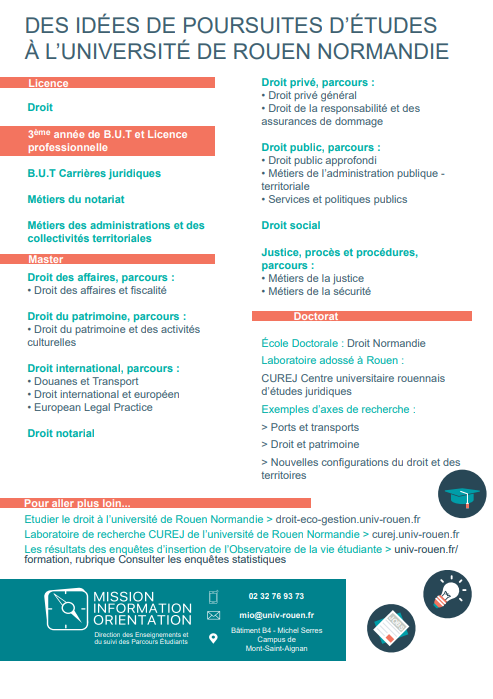 DES IDÉES DE POURSUITES D'ÉTUDES
À L'UNIVERSITÉ DE ROUEN NORMANDIE
Licence
Droit
3ème année de B.U.T et Licence
professionnelle
B.U.T Carrières juridiques
Métiers du notariat
Métiers des administrations et des
collectivités territoriales
Master
Droit des affaires, parcours :
• Droit des affaires et fiscalité
Droit du patrimoine, parcours :
• Droit du patrimoine et des activités
culturelles
Droit international, parcours :
• Douanes et Transport
• Droit international et européen
• European Legal Practice
Droit notarial
Droit privé, parcours :
• Droit privé général
• Droit de la responsabilité et des
assurances de dommage
Droit public, parcours :
• Droit public approfondi
• Métiers de l'administration publique -
territoriale
• Services et politiques publics
Droit social
Justice, procès et procédures,
parcours :
• Métiers de la justice
• Métiers de la sécurité
Doctorat
École Doctorale : Droit Normandie
Laboratoire adossé à Rouen :
CUREJ Centre universitaire rouennais
d'études juridiques
Exemples d'axes de recherche :
> Ports et transports
> Droit et patrimoine
> Nouvelles configurations du droit et des
territoires
Pour aller plus loin...
Etudier le droit à l'université de Rouen Normandie > droit-eco-gestion.univ-rouen.fr
Laboratoire de recherche CUREJ de l'université de Rouen Normandie > curej.univ-rouen.fr
Les résultats des enquêtes d'insertion de l'Observatoire de la vie étudiante > univ-rouen.fr/
formation, rubrique Consulter les enquêtes statistiques
MISSION
INFORMATION
ORIENTATION
Direction des Enseignements et
du suivi des Parcours Étudiants
02 32 76 93 73
mio@univ-rouen.fr
Bâtiment B4 - Michel Serres
Campus de
Mont-Saint-Aignan